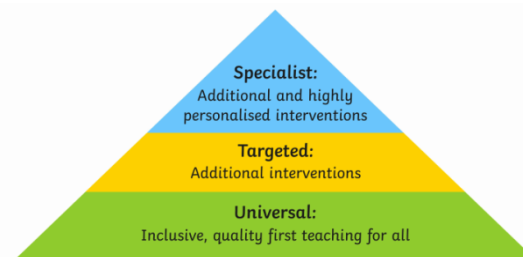 Specialist:
Additional and highly
personalised interventions
Targeted:
Additional interventions
Universal:
Inclusive, quality first teaching for all